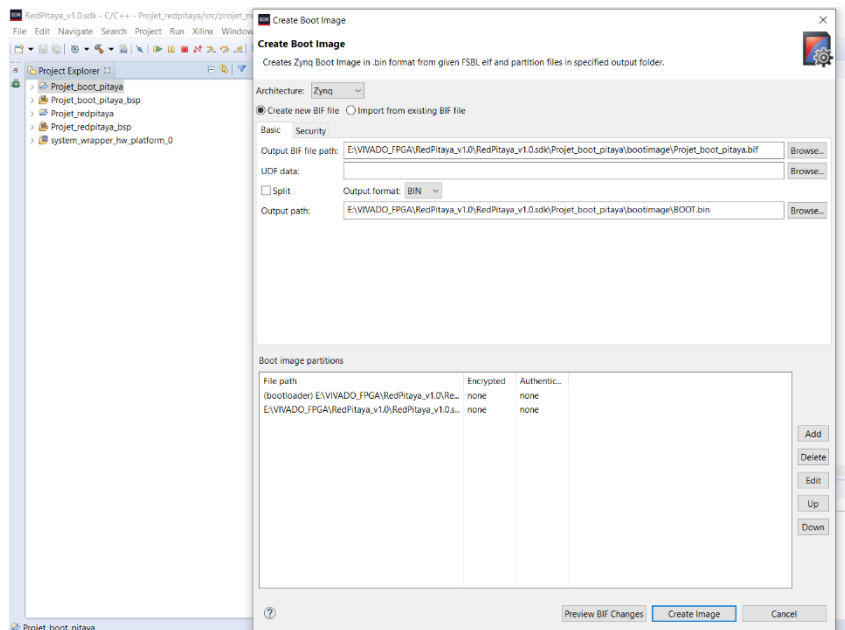 SDK RedPitaya_v1.0.sdk - C/C++ - Projet_redpitaya/src/projet_m
File Edit Navigate Search Project Run Xilinx Window
Project Explorer
Projet_boot_pitaya
Projet_boot_pitaya_bsp
Projet_redpitaya
Projet_redpitaya_bsp
system_wrapper_hw_platform_0
Projet_boot_pitaya
SDK Create Boot Image
Create Boot Image
Creates Zynq Boot Image in .bin format from given FSBL elf and partition files in specified output folder.
Architecture: Zynq
Create new BIF file Import from existing BIF file
Basic Security
Output BIF file path: E:\VIVADO_FPGA\RedPitaya_v1.0\RedPitaya_v1.0.sdk\Projet_boot_pitaya\bootimage\Projet_boot_pitaya.bif Browse...
UDF data: Browse...
Split Output format: BIN
Output path: E:\VIVADO_FPGA\RedPitaya_v1.0\RedPitaya_v1.0.sdk\Projet_boot_pitaya\bootimage\BOOT.bin Browse...
Boot image partitions
File path Encrypted Authentic...
(bootloader) E:\VIVADO_FPGA\RedPitaya_v1.0\Re... none none
E:\VIVADO_FPGA\RedPitaya_v1.0\RedPitaya_v1.0.s... none none
Add
Delete
Edit
Up
Down
? Preview BIF Changes Create Image Cancel